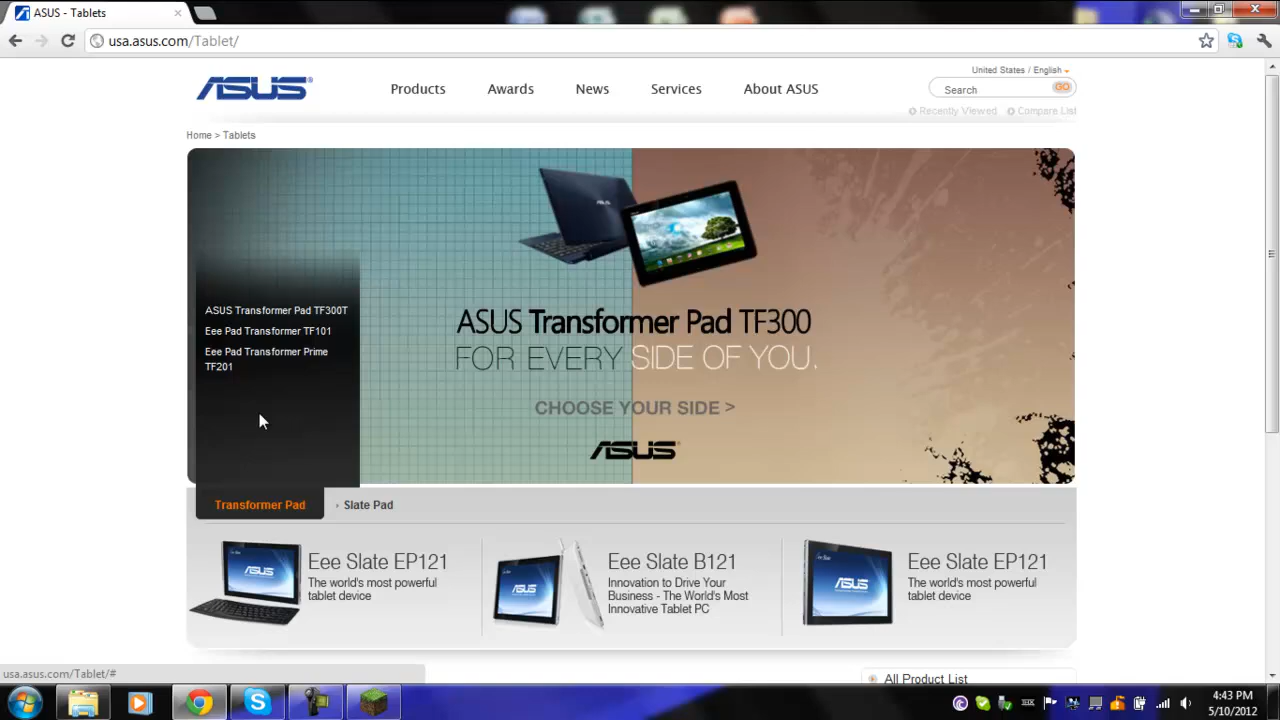 ASUS - Tablets
usa.asus.com/Tablet/
United States / English
ASUS
Products
Awards
News
Services
About ASUS
Search
GO
Recently Viewed
Compare List
Home > Tablets
ASUS Transformer Pad TF300T
Eee Pad Transformer TF101
Eee Pad Transformer Prime
TF201
ASUS Transformer Pad TF300
FOR EVERY SIDE OF YOU.
CHOOSE YOUR SIDE >
ASUS
Transformer Pad
Slate Pad
Eee Slate EP121
The world's most powerful
tablet device
Eee Slate B121
Innovation to Drive Your
Business - The World's Most
Innovative Tablet PC
Eee Slate EP121
The world's most powerful
tablet device
ASUS
ASUS
ASUS
usa.asus.com/Tablet/#
All Product List
4:43 PM
5/10/2012